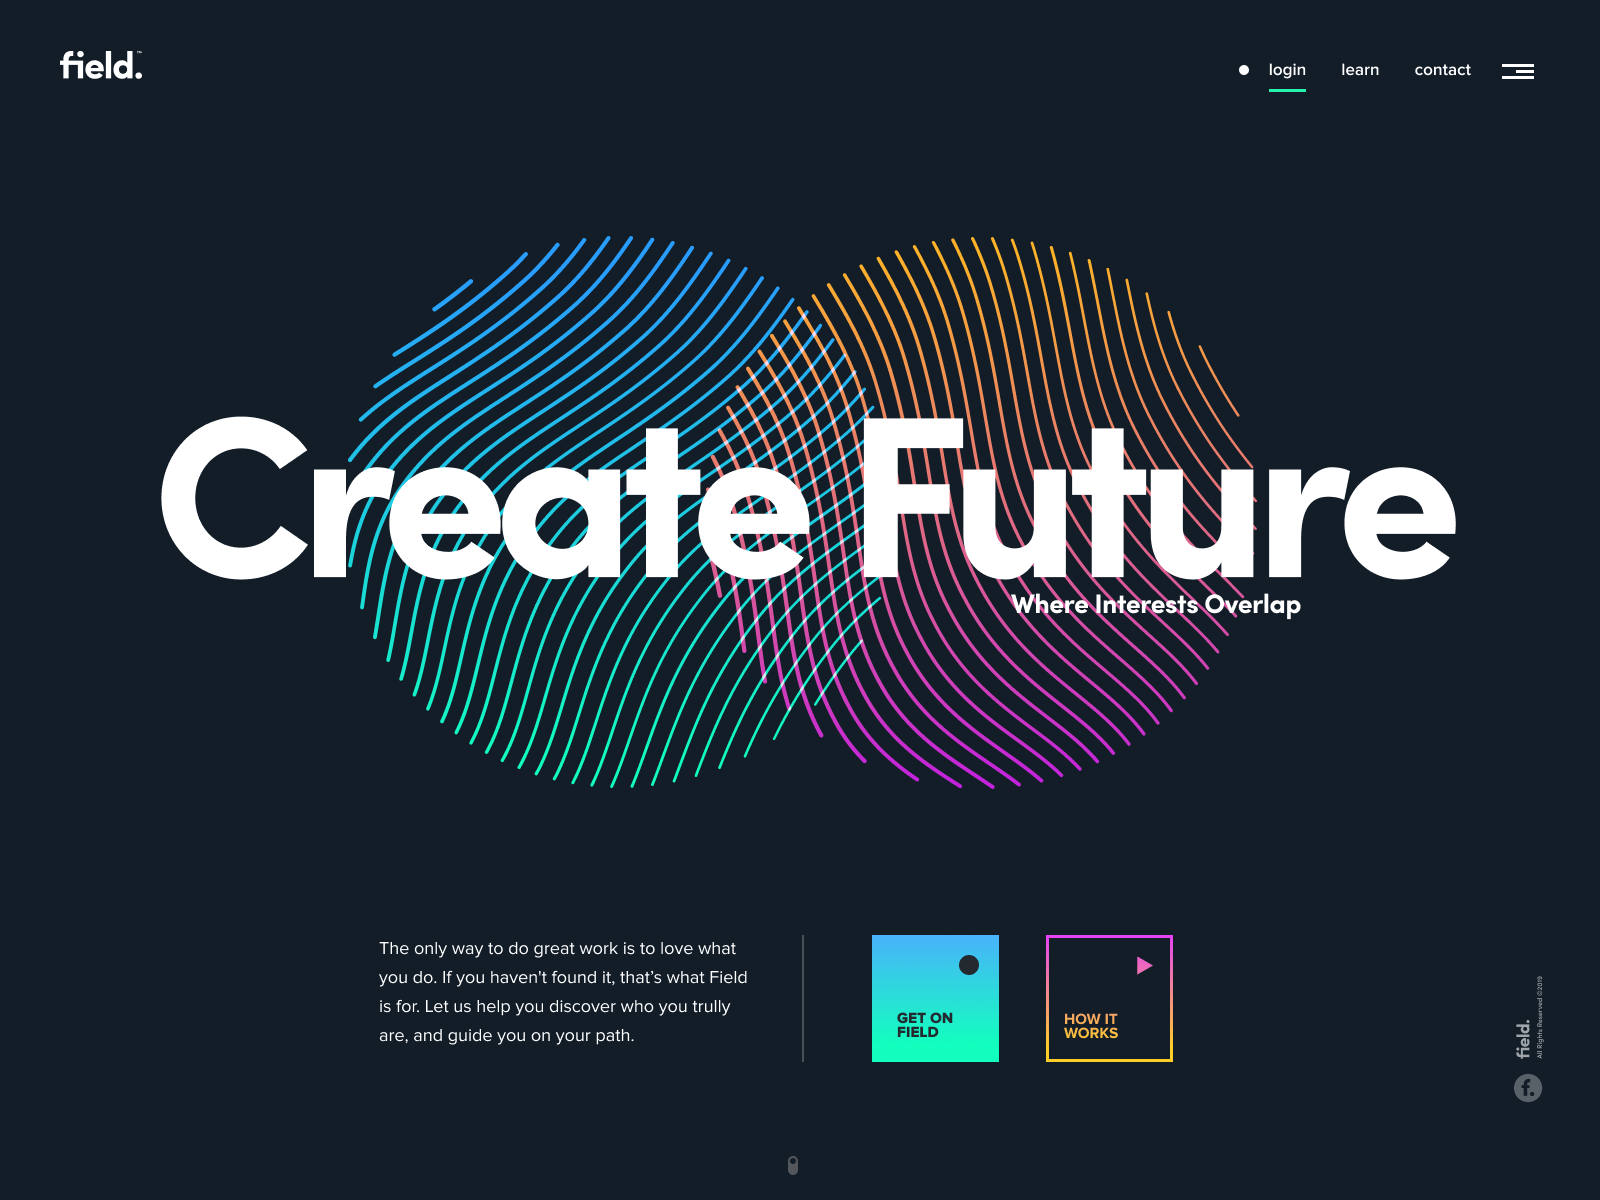 field.™
login
learn
contact
Create Future
Where Interests Overlap
The only way to do great work is to love what
you do. If you haven't found it, that’s what Field
is for. Let us help you discover who you trully
are, and guide you on your path.
GET ON
FIELD
HOW IT
WORKS
field.
All Rights Reserved ©2019
f.